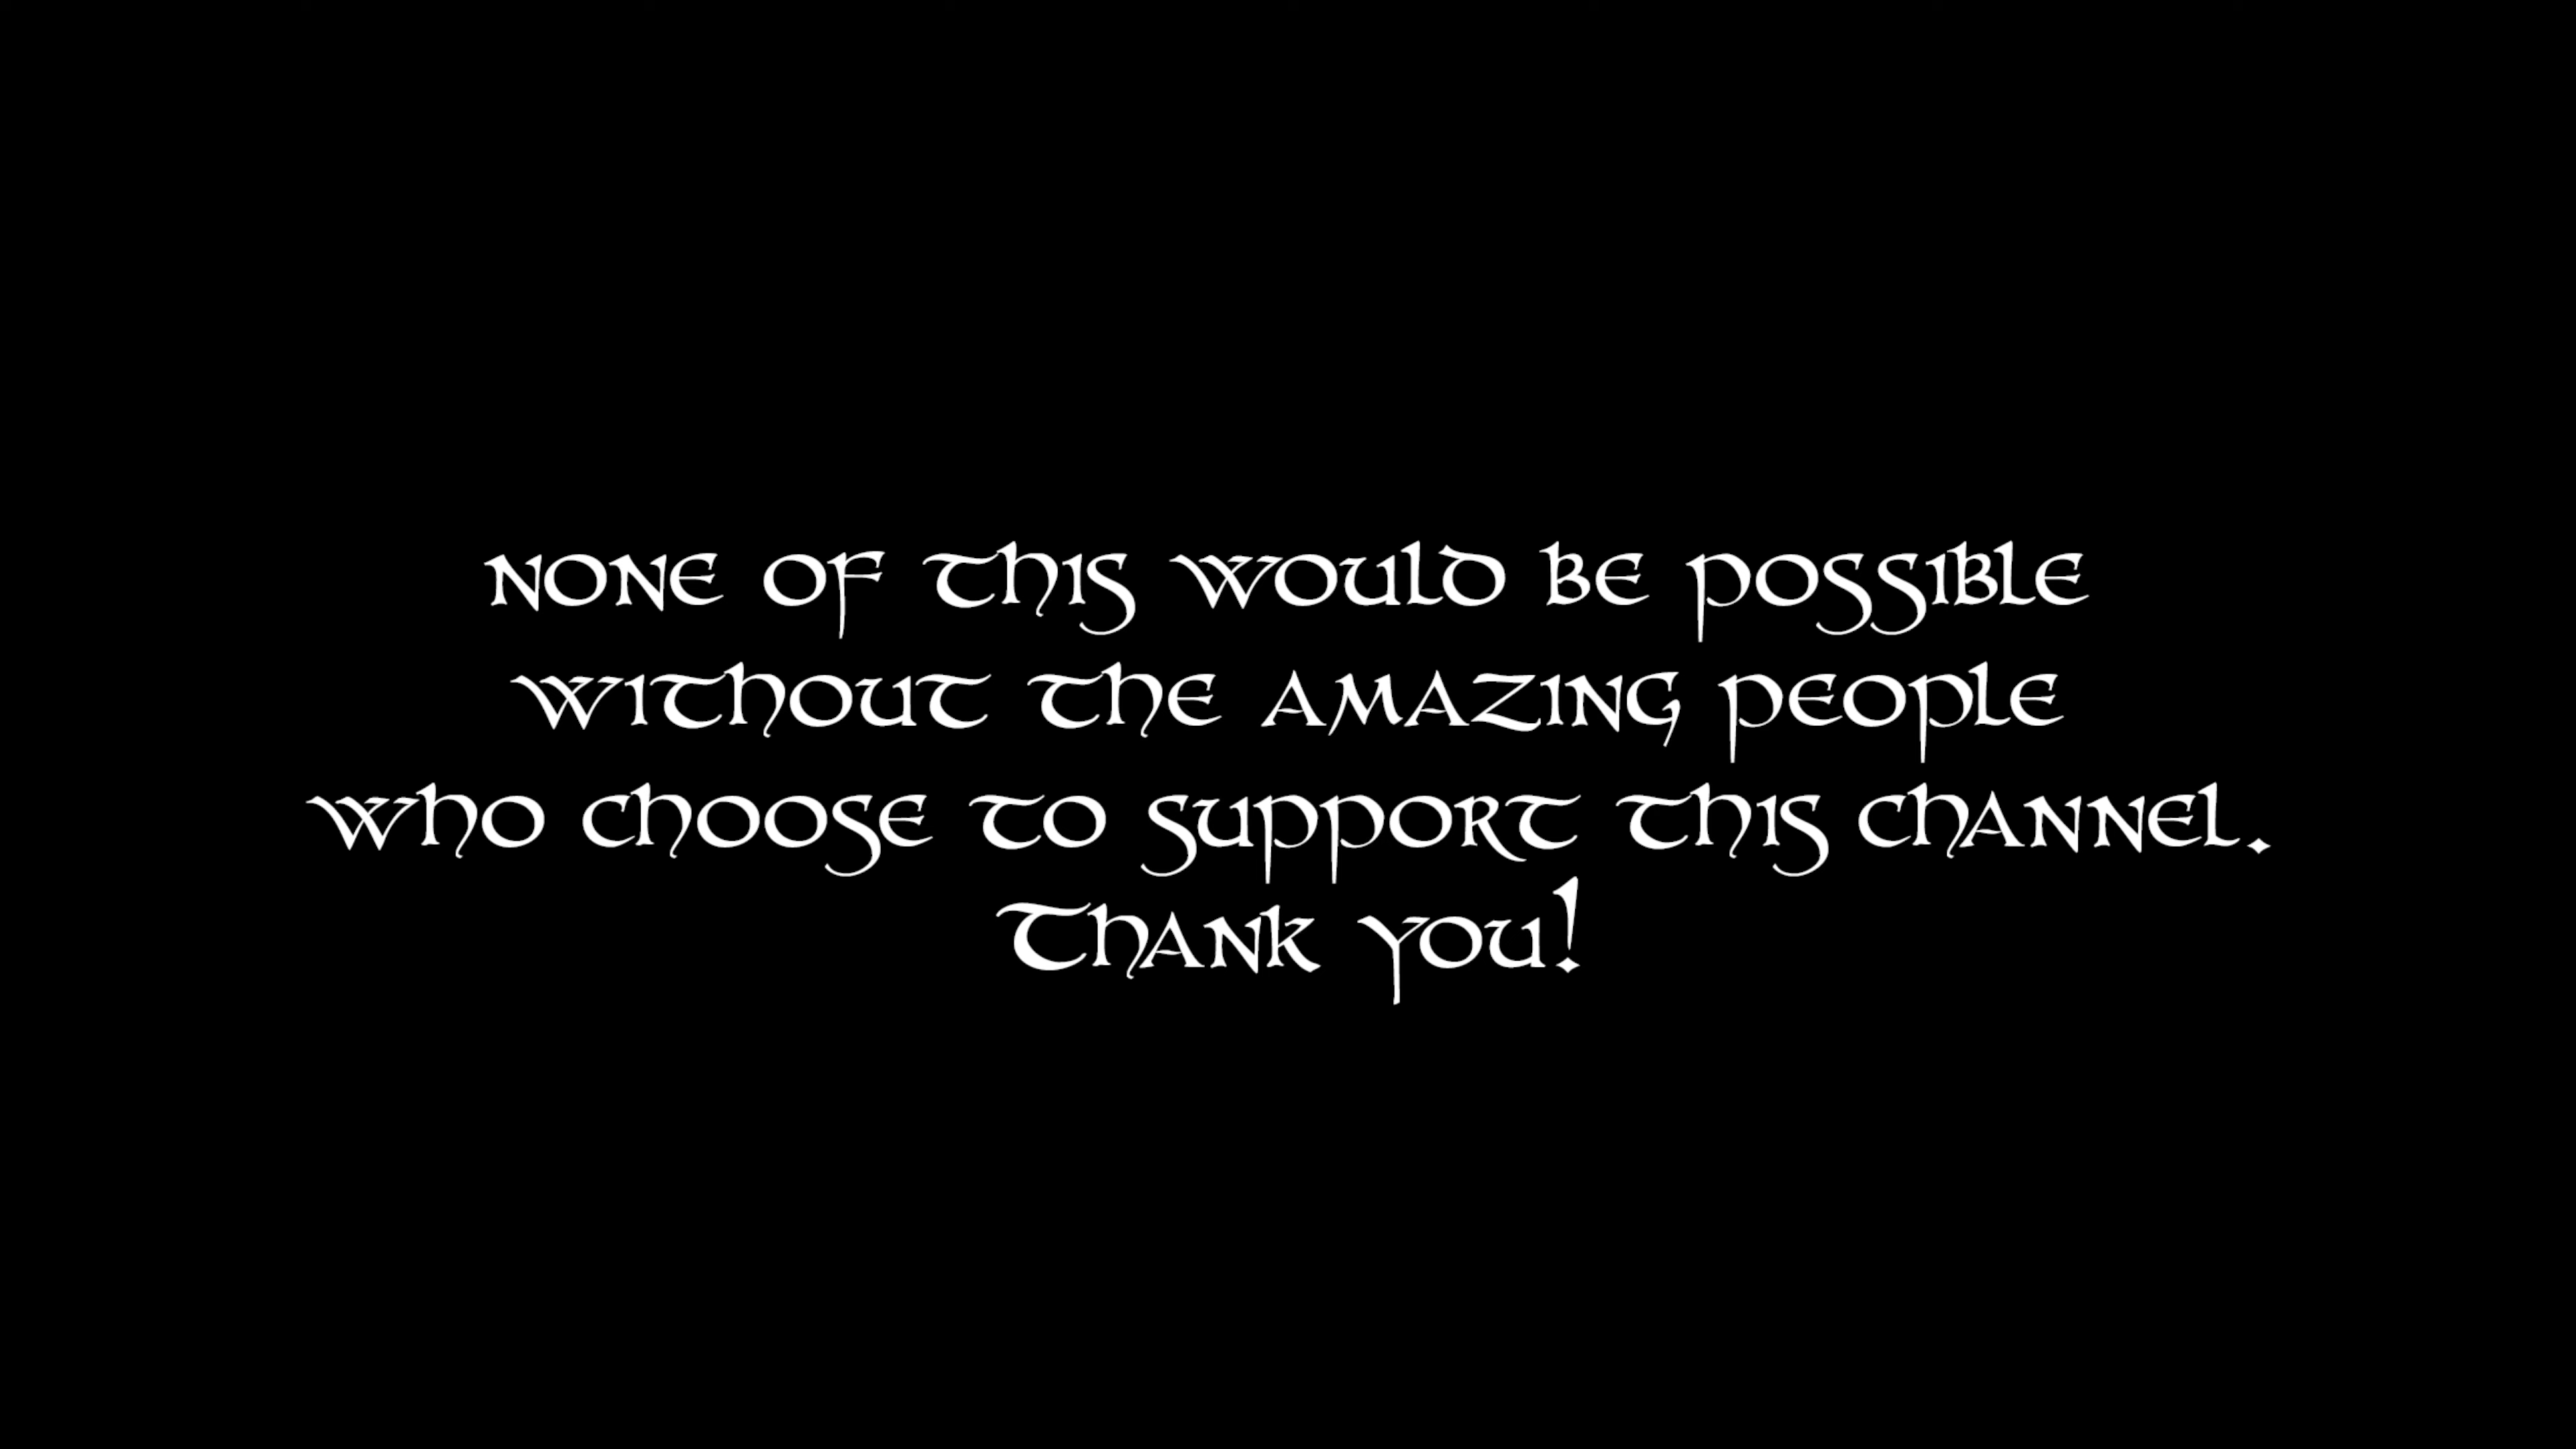 None of this would be possible
without the amazing people
who choose to support this channel.
Thank you!